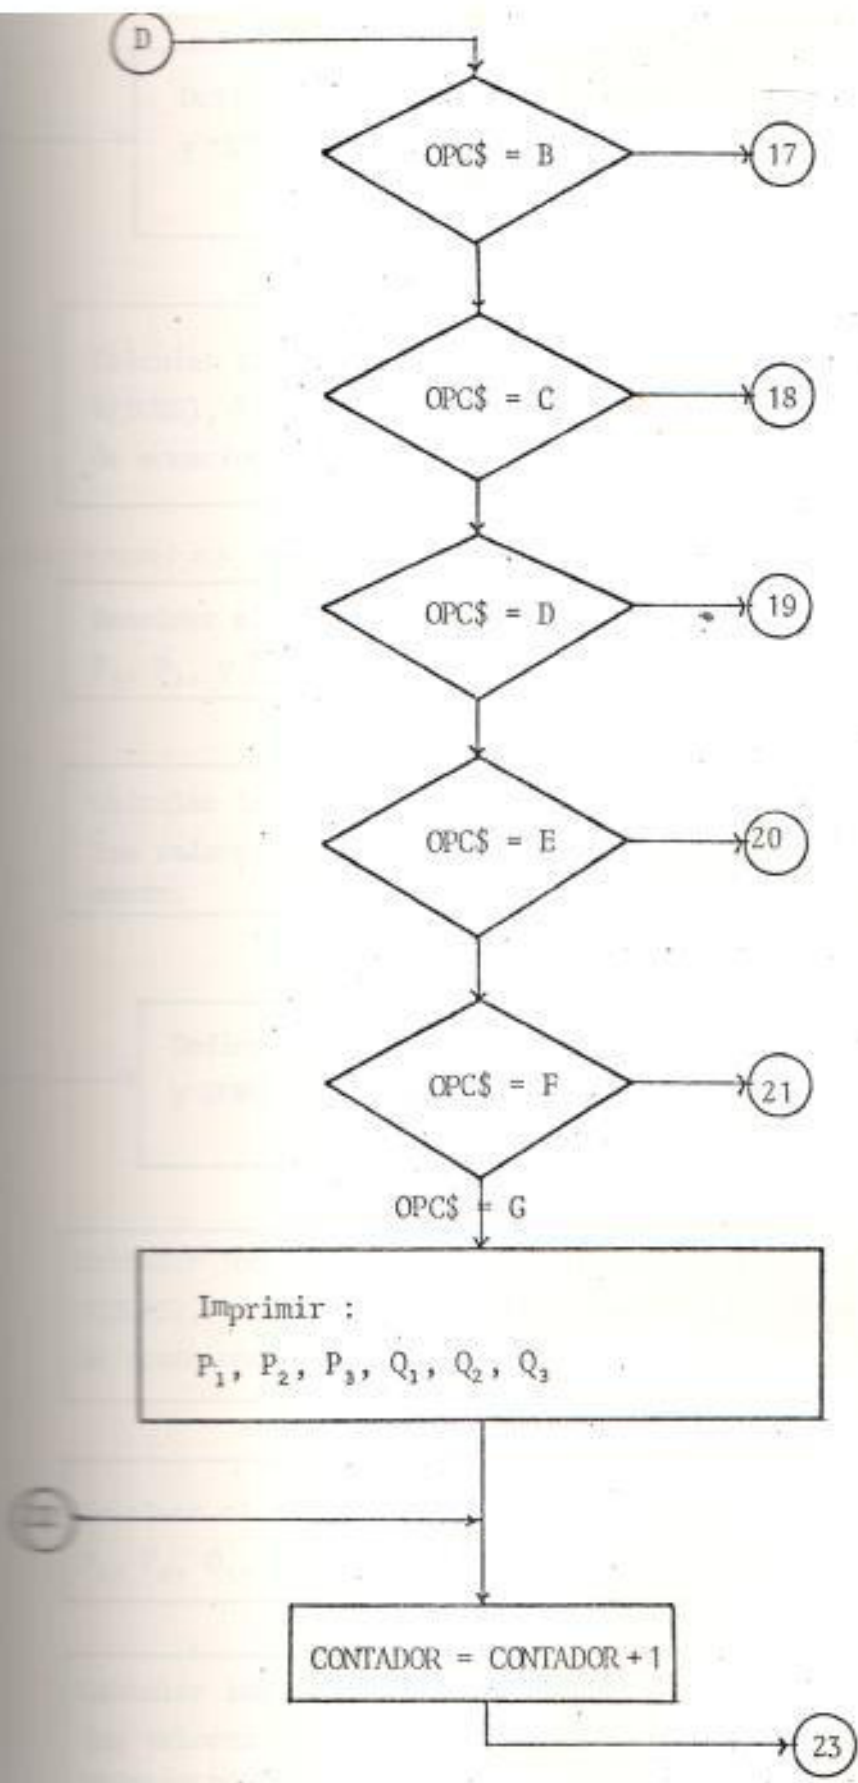 D
OPC$ = B
17
OPC$ = C
18
OPC$ = D
19
OPC$ = E
20
OPC$ = F
21
OPC$ = G
Imprimir :
P₁, P₂, P₃, Q₁, Q₂, Q₃
CONTADOR = CONTADOR + 1
23